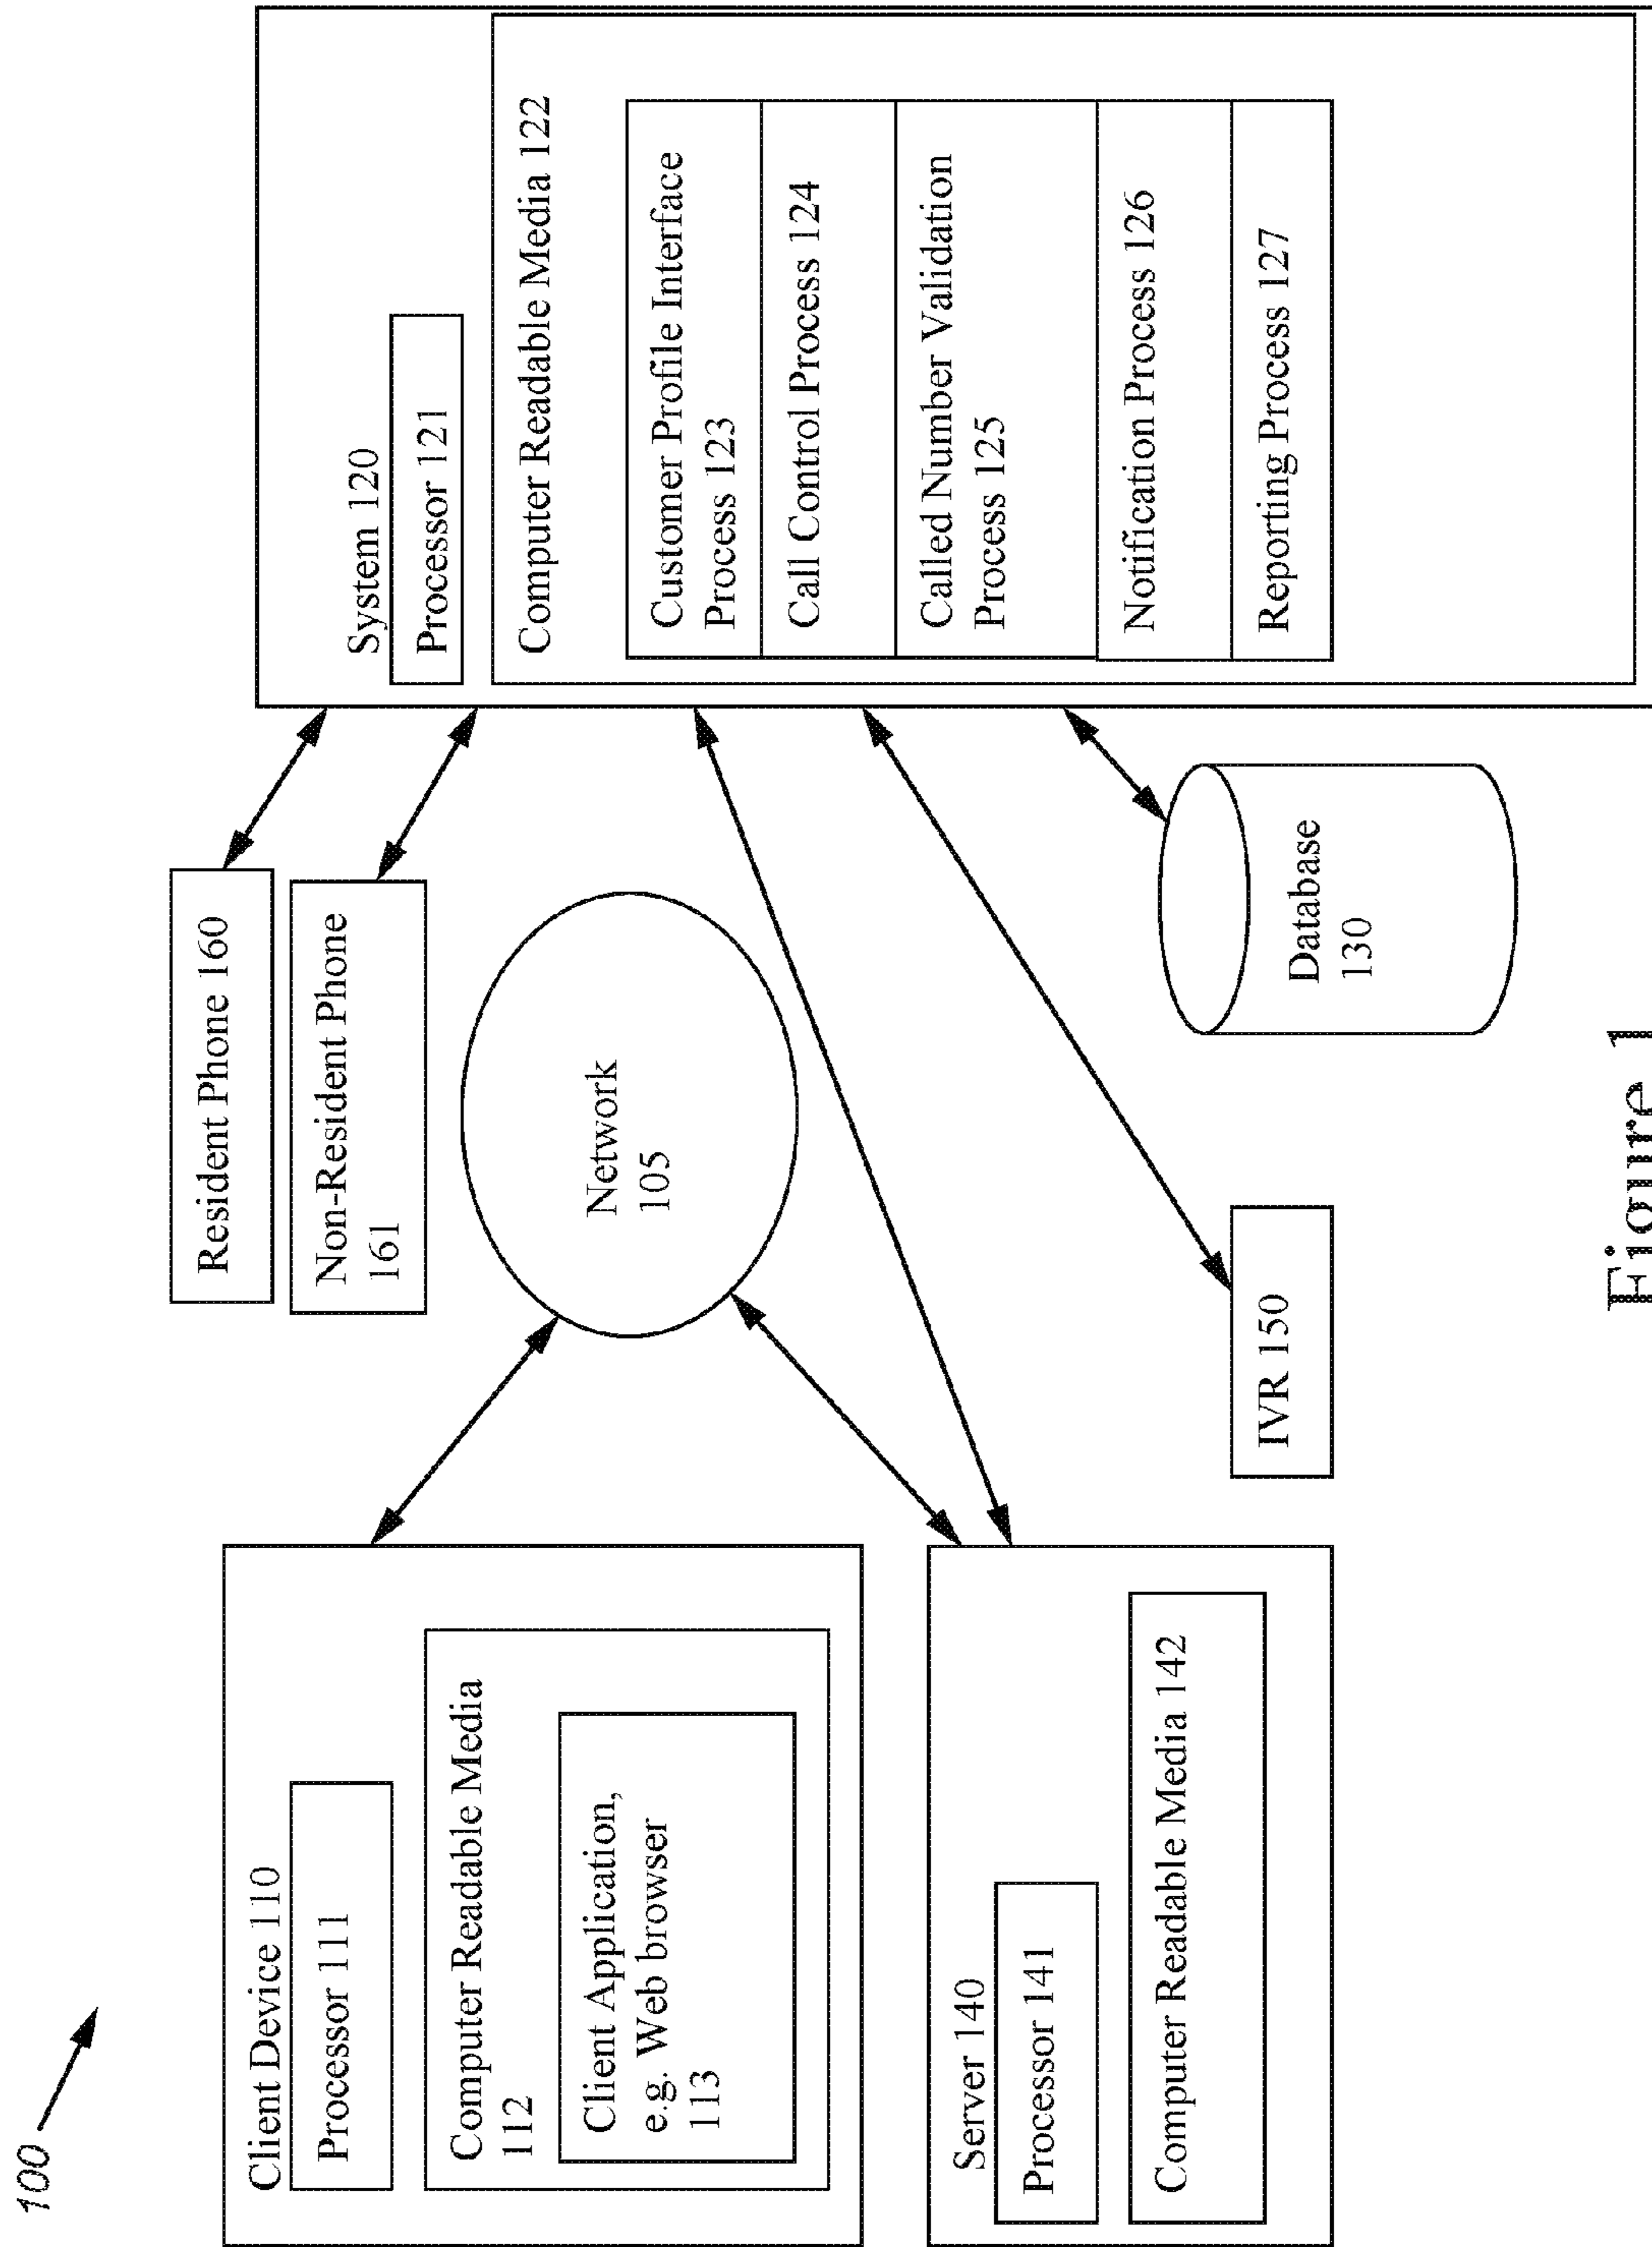 100
Client Device 110
Processor 111
Computer Readable Media
112
Client Application,
e.g. Web browser
113
Server 140
Processor 141
Computer Readable Media 142
Resident Phone 160
Non-Resident Phone
161
Network
105
IVR 150
Database
130
System 120
Processor 121
Computer Readable Media 122
Customer Profile Interface
Process 123
Call Control Process 124
Called Number Validation
Process 125
Notification Process 126
Reporting Process 127
Figure 1